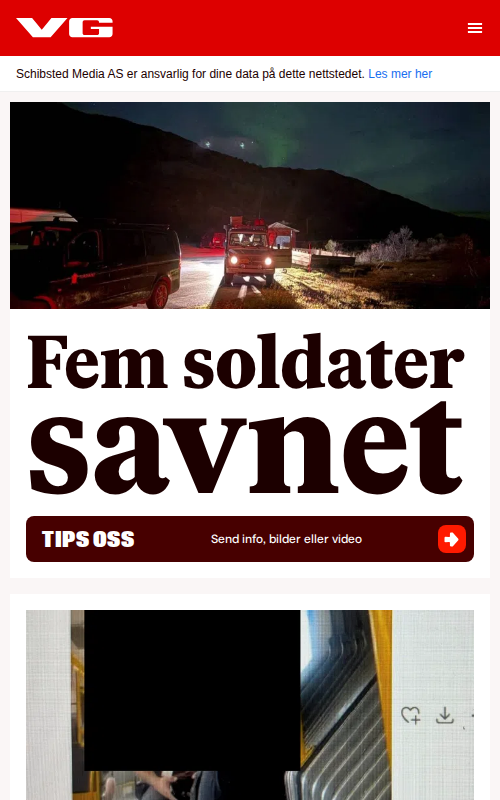 VG
Schibsted Media AS er ansvarlig for dine data på dette nettstedet. Les mer her
Fem soldater
savnet
TIPS OSS
Send info, bilder eller video